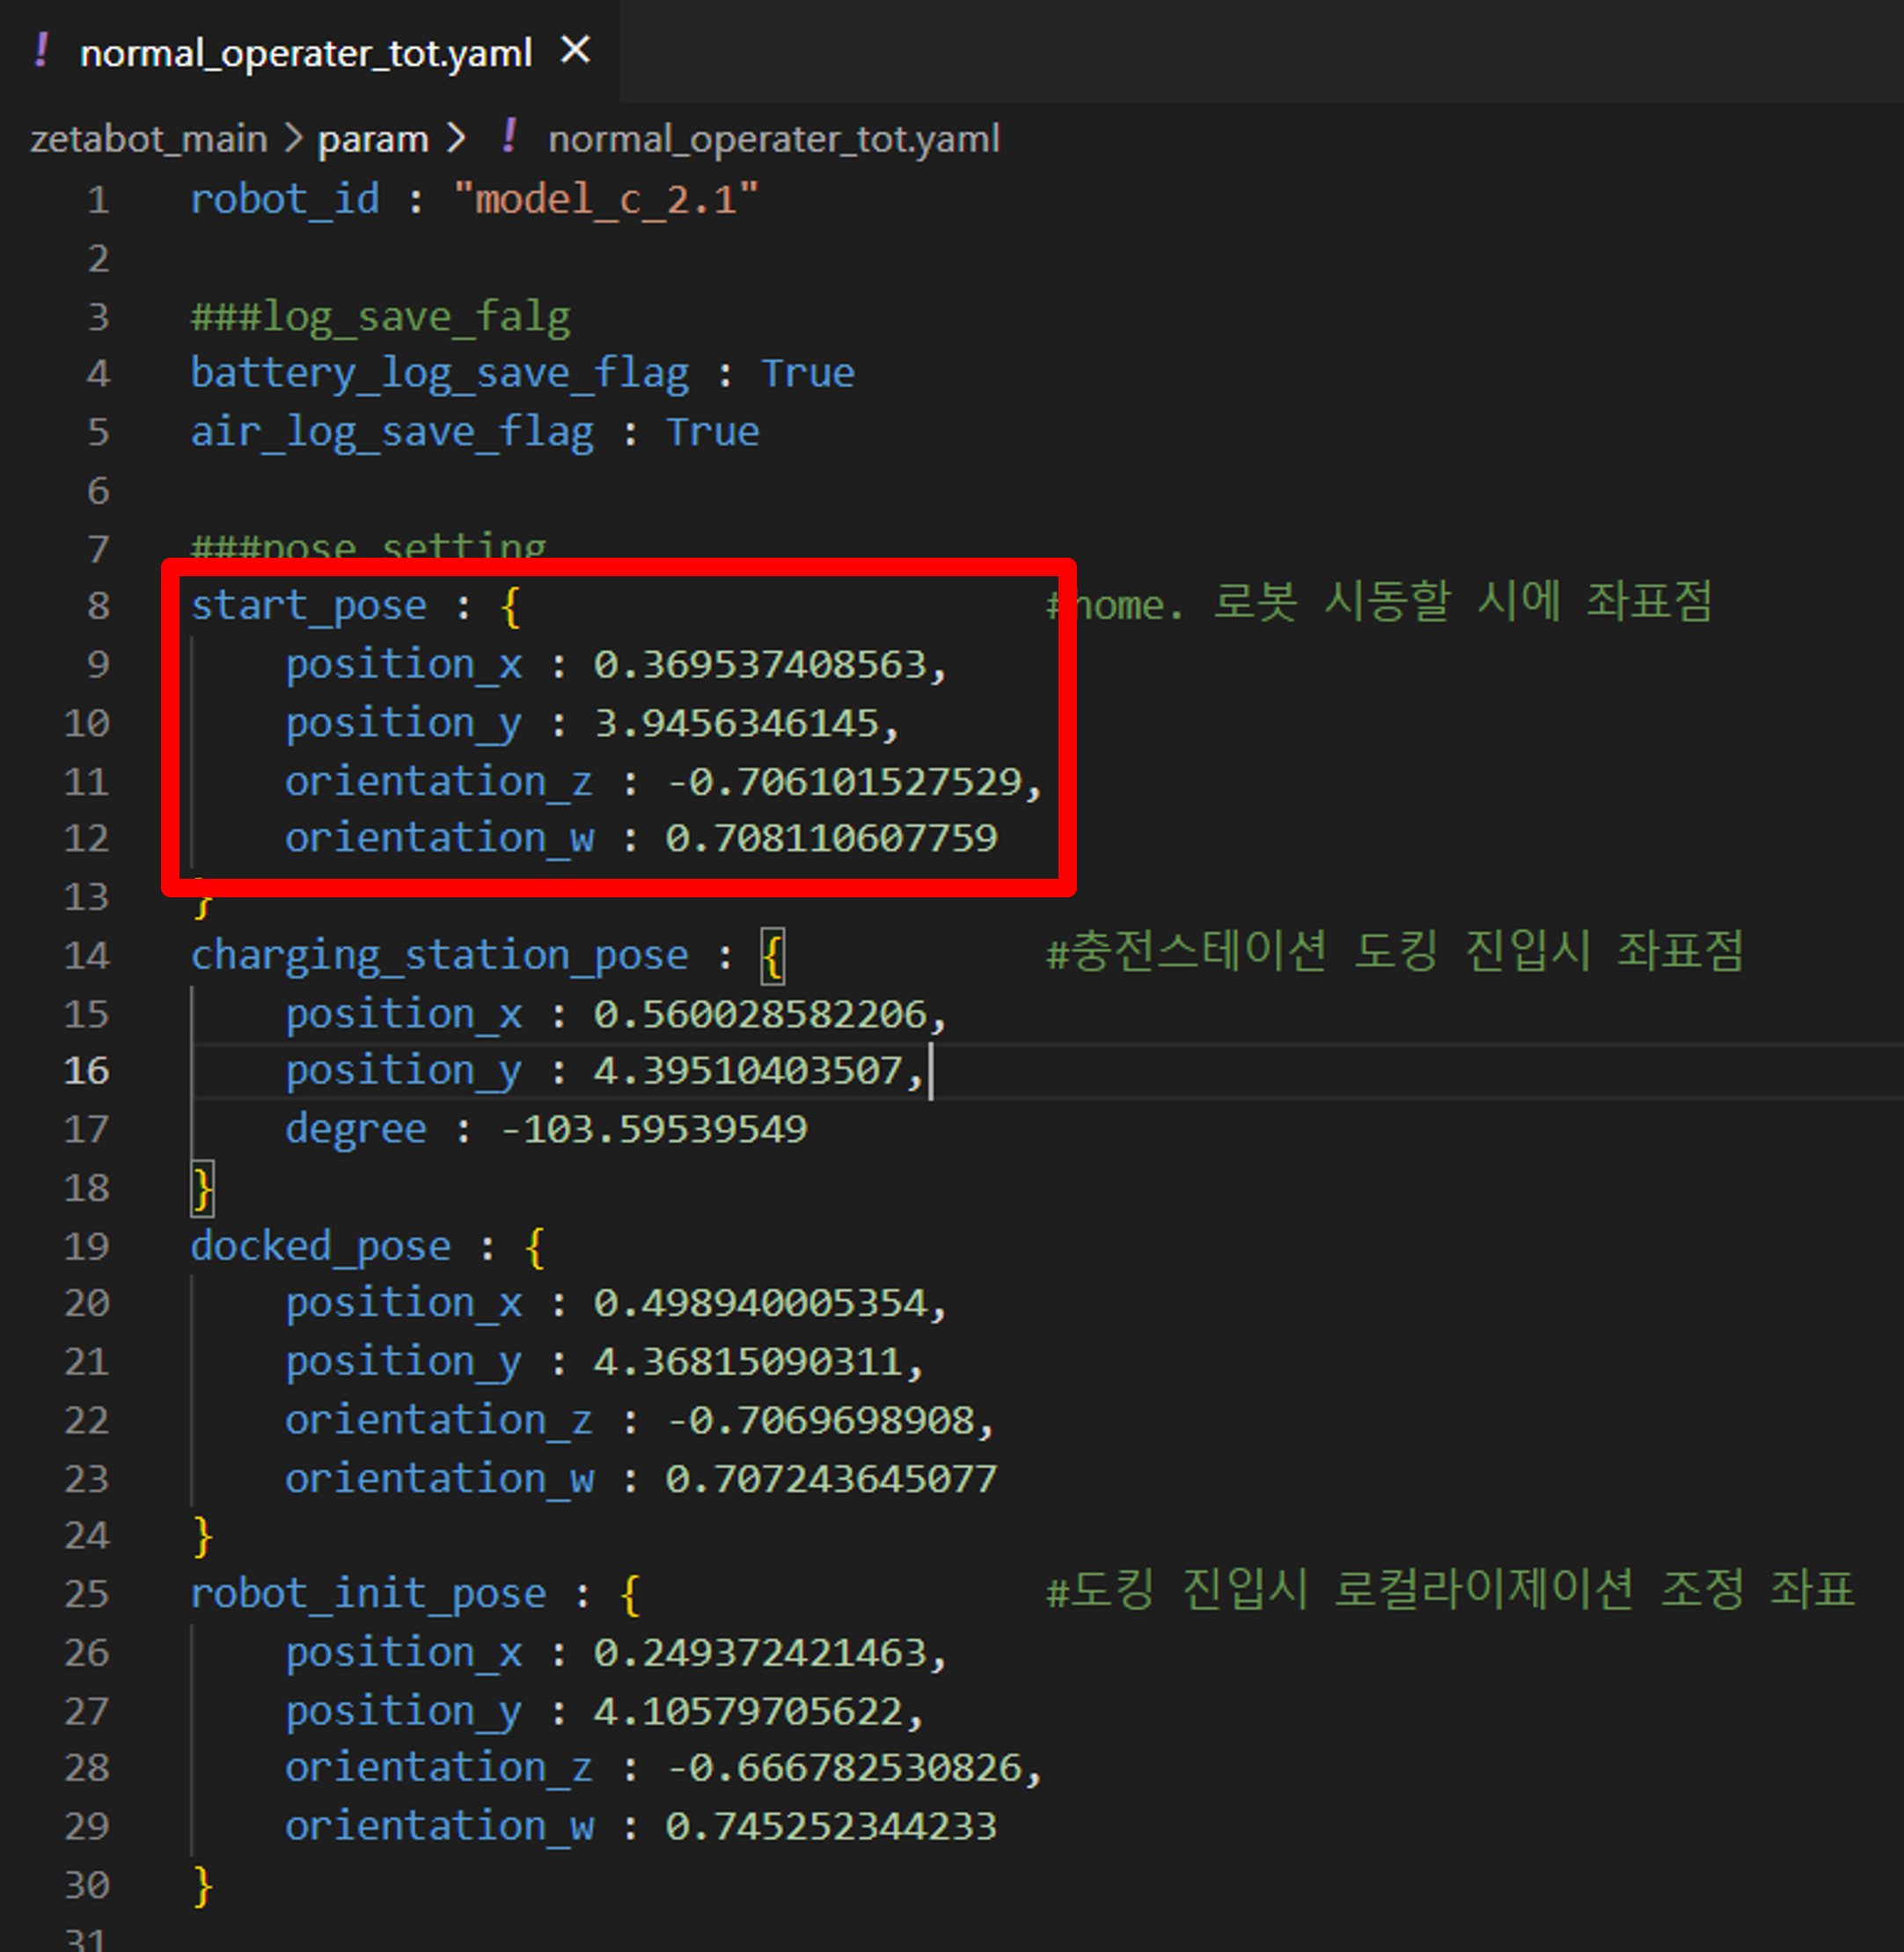 normal_operater_tot.yaml
zetabot_main > param > ! normal_operater_tot.yaml
1 robot_id : "model_c_2.1"
2
3 ###log_save_falg
4 battery_log_save_flag : True
5 air_log_save_flag : True
6
7 ###pose setting
8 start_pose : { #home. 로봇 시동할 시에 좌표점
9 position_x : 0.369537408563,
10 position_y : 3.9456346145,
11 orientation_z : -0.706101527529,
12 orientation_w : 0.708110607759
13 }
14 charging_station_pose : { #충전스테이션 도킹 진입시 좌표점
15 position_x : 0.560028582206,
16 position_y : 4.39510403507,
17 degree : -103.59539549
18 }
19 docked_pose : {
20 position_x : 0.498940005354,
21 position_y : 4.36815090311,
22 orientation_z : -0.7069698908,
23 orientation_w : 0.707243645077
24 }
25 robot_init_pose : { #도킹 진입시 로컬라이제이션 조정 좌표
26 position_x : 0.249372421463,
27 position_y : 4.10579705622,
28 orientation_z : -0.666782530826,
29 orientation_w : 0.745252344233
30 }
31